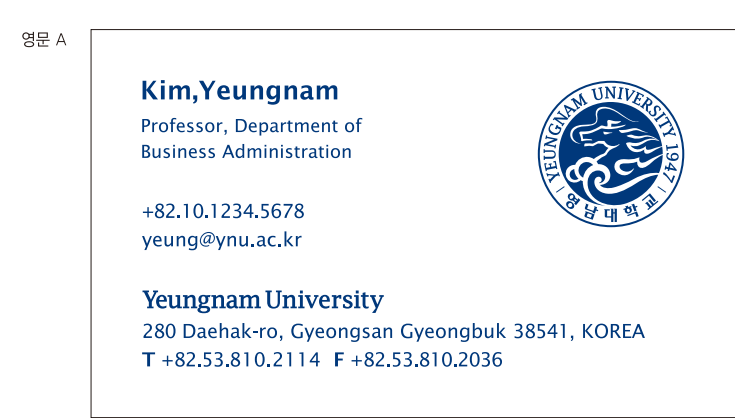 영문 A
Kim,Yeungnam
Professor, Department of
Business Administration
YEUNGNAM UNIVERSITY 1947
영남대학교
+82.10.1234.5678
yeung@ynu.ac.kr
Yeungnam University
280 Daehak-ro, Gyeongsan Gyeongbuk 38541, KOREA
T +82.53.810.2114 F +82.53.810.2036